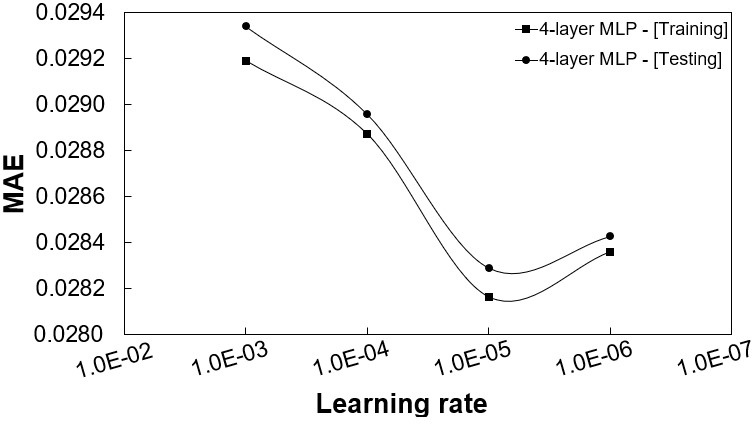 0.0294
0.0292
0.0290
0.0288
0.0286
0.0284
0.0282
0.0280
MAE
4-layer MLP - [Training]
4-layer MLP - [Testing]
1.0E-02
1.0E-03
1.0E-04
1.0E-05
1.0E-06
1.0E-07
Learning rate